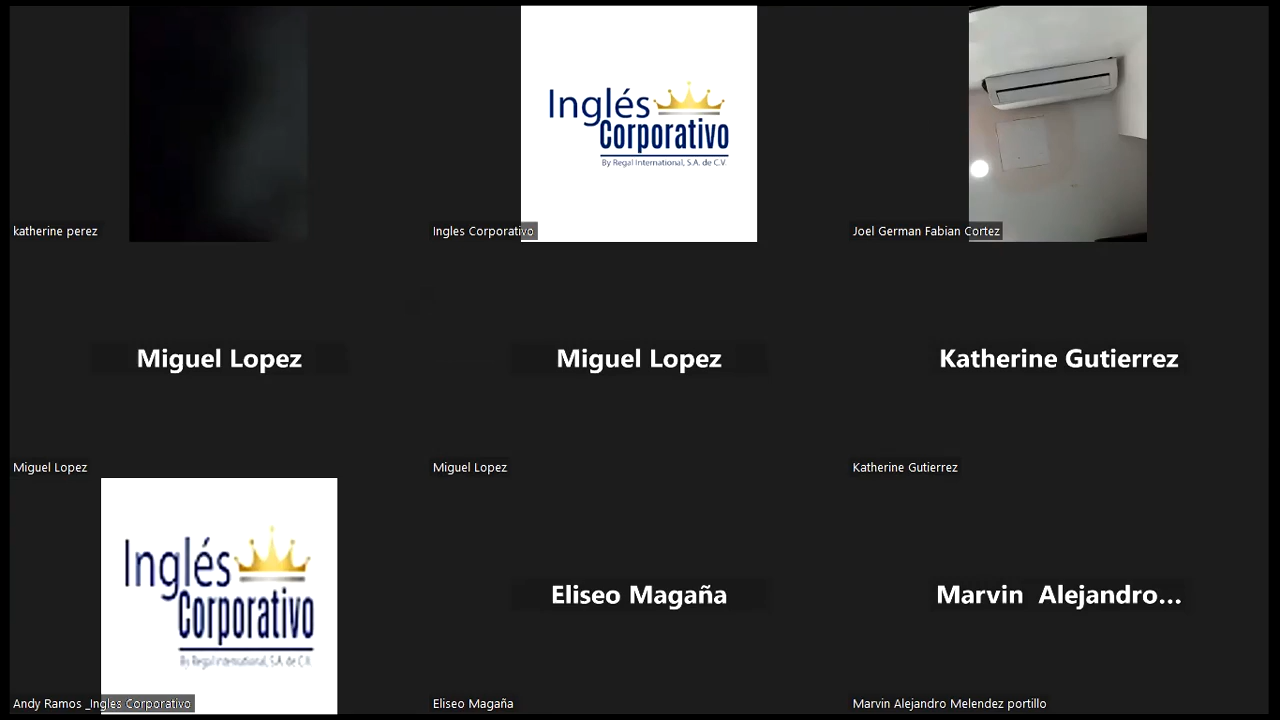 Inglés
Corporativo
By Regal International, S.A. de C.V.
katherine perez
Ingles Corporativo
Joel German Fabian Cortez
Miguel Lopez
Miguel Lopez
Katherine Gutierrez
Miguel Lopez
Miguel Lopez
Katherine Gutierrez
Inglés
Corporativo
By Regal International, S.A. de C.V.
Eliseo Magaña
Marvin Alejandro...
Andy Ramos _Ingles Corporativo
Eliseo Magaña
Marvin Alejandro Melendez portillo